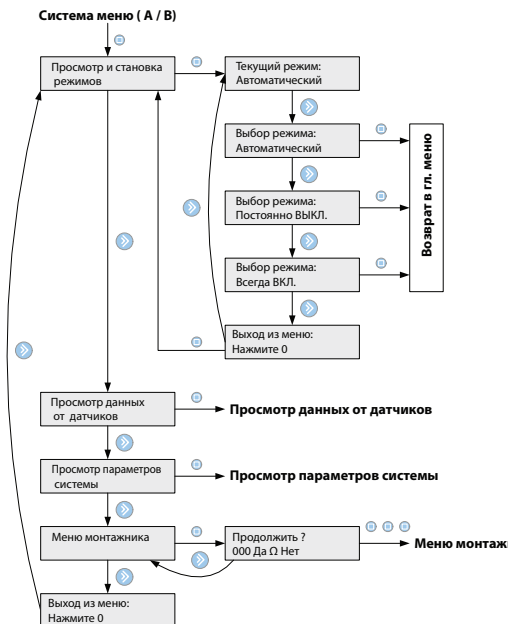 Система меню ( А / В)
Просмотр и становка
режимов
Текущий режим:
Автоматический
Выбор режима:
Автоматический
Выбор режима:
Постоянно ВЫКЛ.
Выбор режима:
Всегда ВКЛ.
Выход из меню:
Нажмите 0
Возврат в гл. меню
Просмотр данных
от датчиков
Просмотр данных от датчиков
Просмотр параметров
системы
Просмотр параметров системы
Меню монтажника
Продолжить ?
000 Да Ω Нет
Меню монтаж
Выход из меню:
Нажмите 0